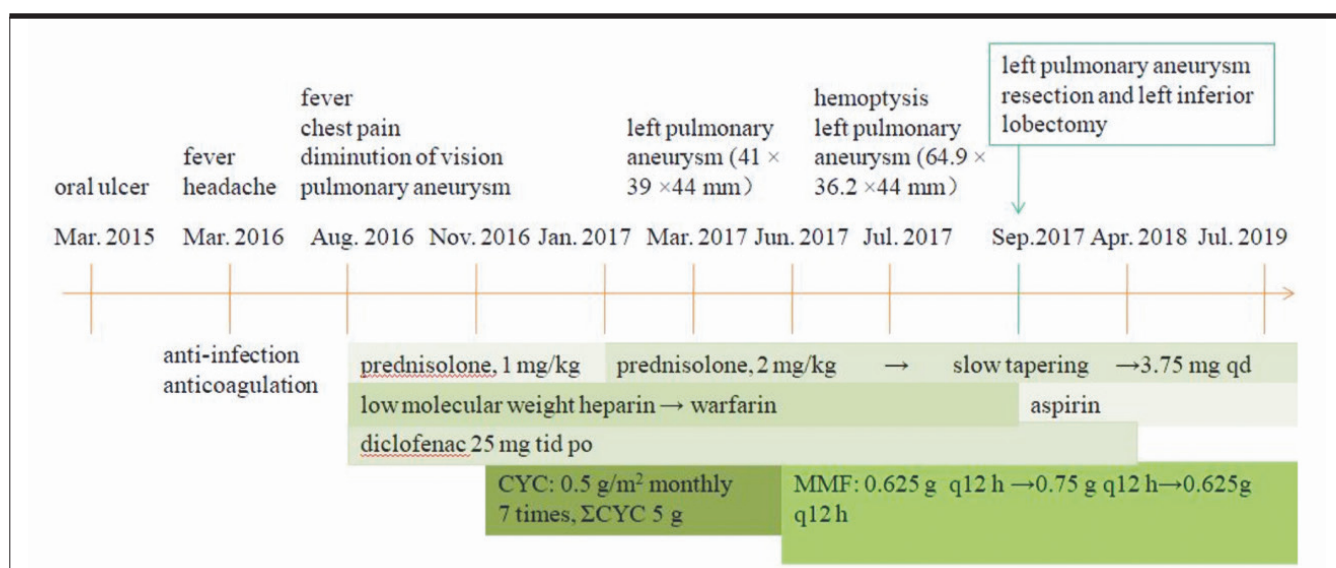 oral ulcer
fever
headache
fever
chest pain
diminution of vision
pulmonary aneurysm
left pulmonary
aneurysm (41 ×
39 ×44 mm）
hemoptysis
left pulmonary
aneurysm (64.9 ×
36.2 ×44 mm）
left pulmonary aneurysm
resection and left inferior
lobectomy
Mar. 2015 Mar. 2016 Aug. 2016 Nov. 2016 Jan. 2017 Mar. 2017 Jun. 2017 Jul. 2017 Sep.2017 Apr. 2018 Jul. 2019
anti-infection
anticoagulation
prednisolone, 1 mg/kg prednisolone, 2 mg/kg → slow tapering →3.75 mg qd
low molecular weight heparin → warfarin aspirin
diclofenac 25 mg tid po
CYC: 0.5 g/m² monthly
7 times, ΣCYC 5 g
MMF: 0.625 g q12 h →0.75 g q12 h→0.625g
q12 h